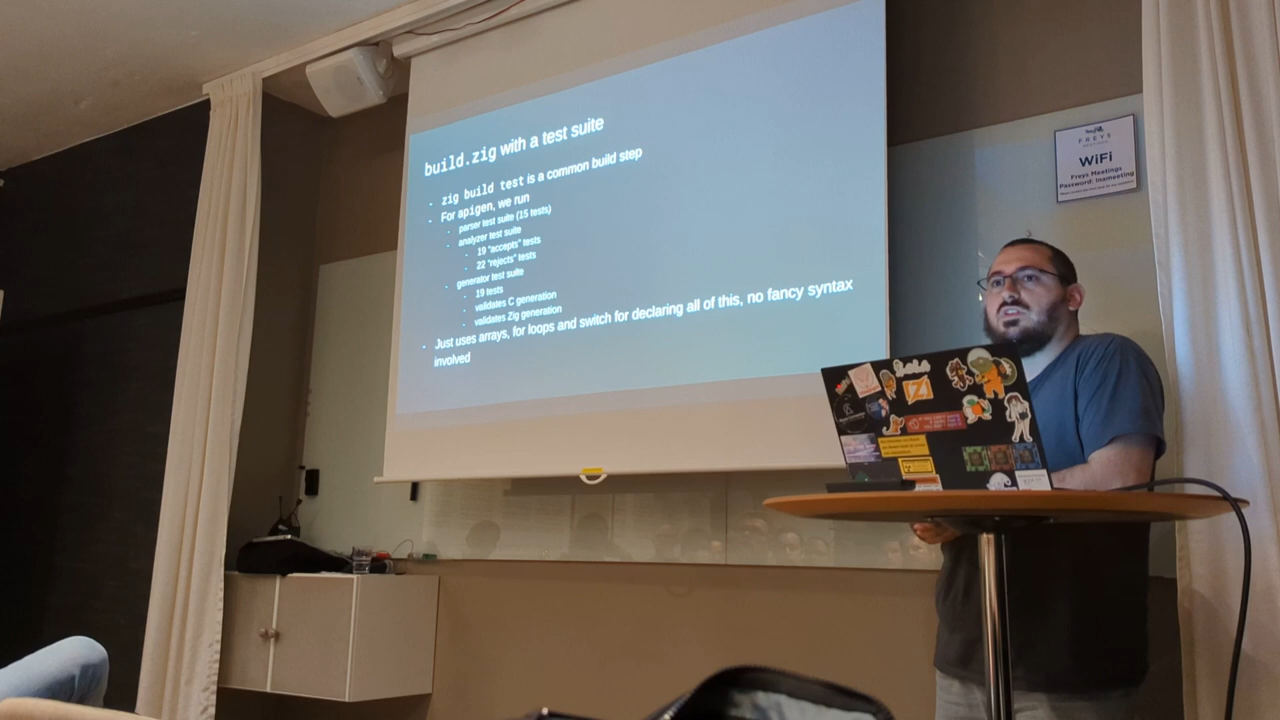 build.zig with a test suite
- zig build test is a common build step
- For apigen, we run
- parser test suite (15 tests)
- analyzer test suite
- 19 "accepts" tests
- 22 "rejects" tests
- generator test suite
- 19 tests
- validates C generation
- validates Zig generation
- Just uses arrays, for loops and switch for declaring all of this, no fancy syntax
involved
FREYS
WiFi
Freys Meetings
Password: Inameeting